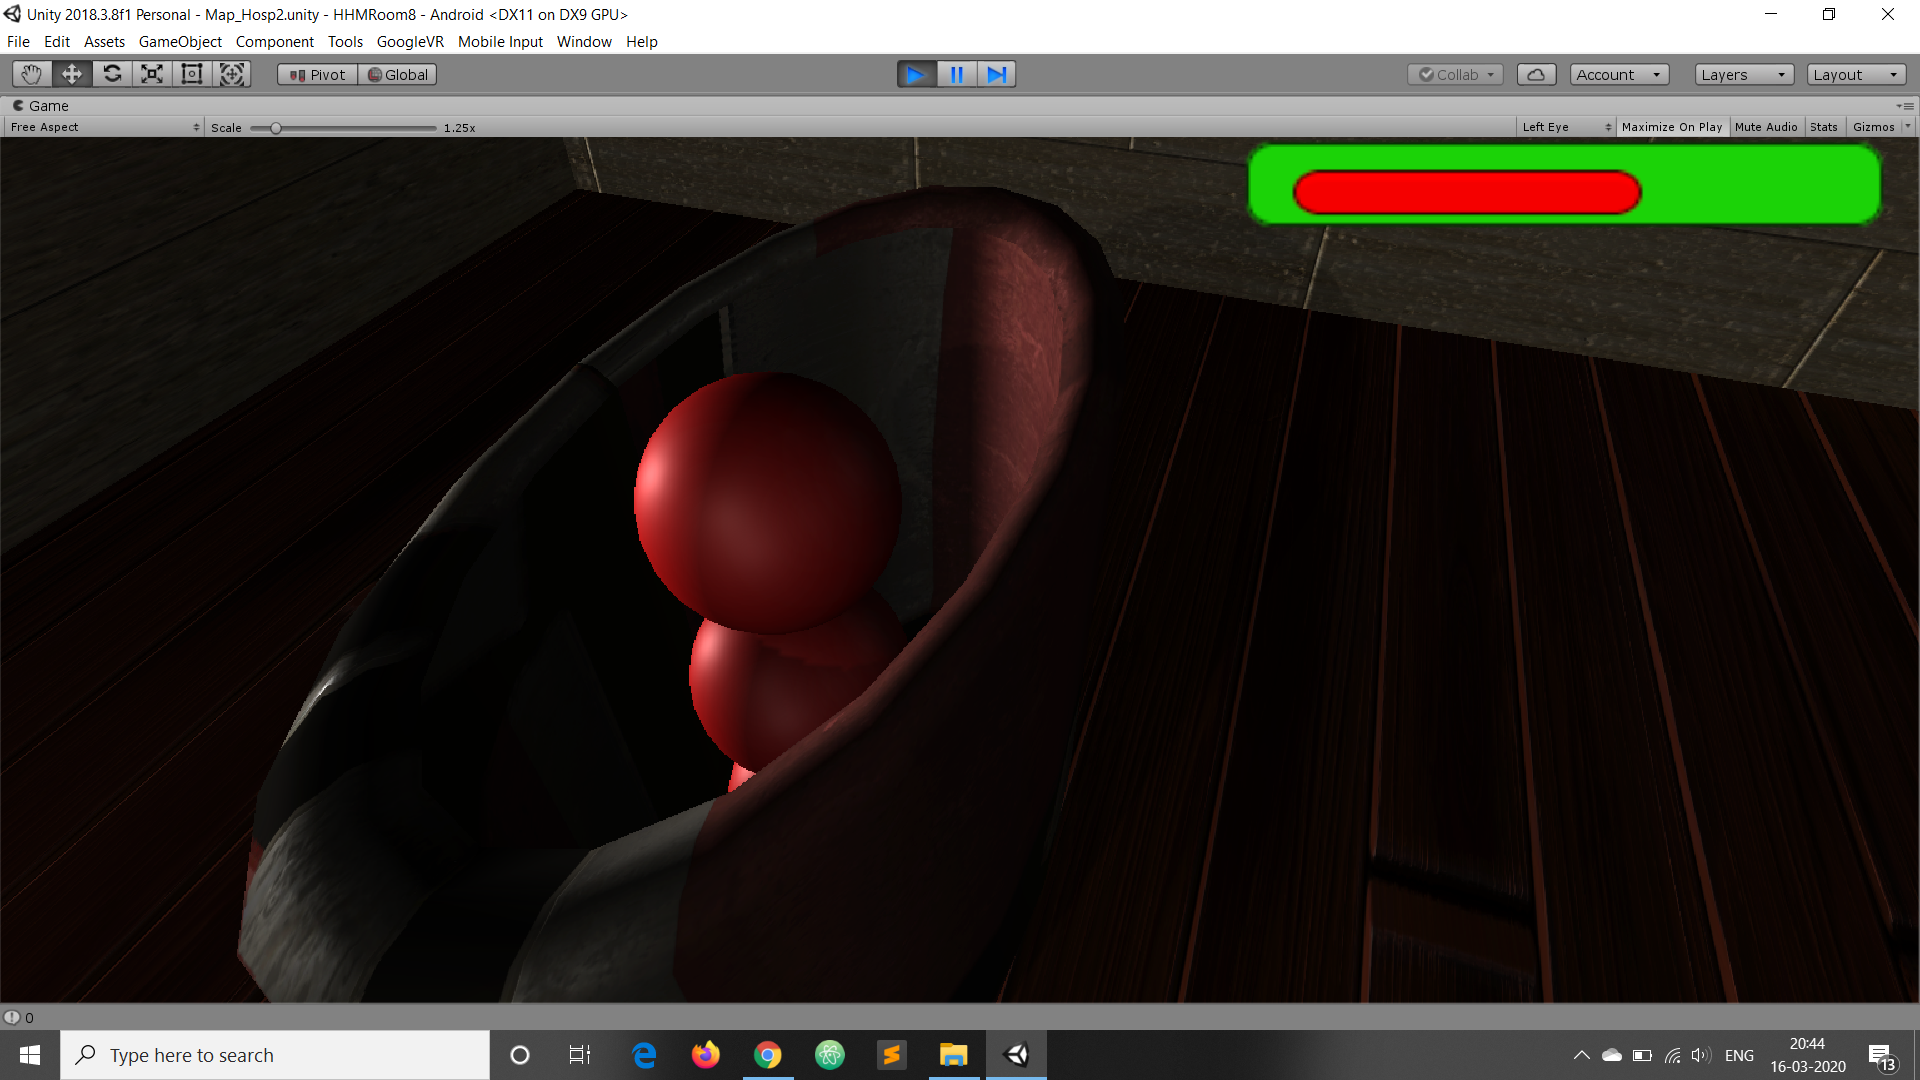 Unity 2018.3.8f1 Personal - Map_Hosp2.unity - HHMRoom8 - Android <DX11 on DX9 GPU>
File Edit Assets GameObject Component Tools GoogleVR Mobile Input Window Help
Pivot Global Collab Account Layers Layout
Game
Free Aspect Scale 1.25x Left Eye Maximize On Play Mute Audio Stats Gizmos
0
Type here to search ENG 20:44
16-03-2020 13